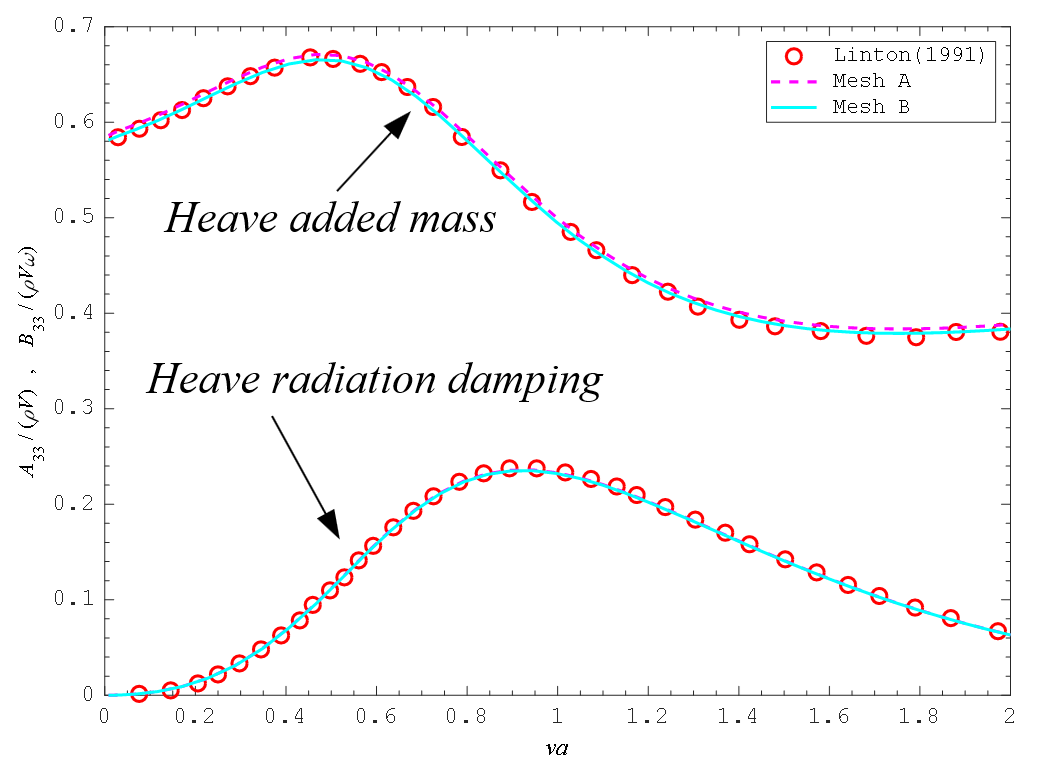 0.7
0.6
0.5
0.4
0.3
0.2
0.1
0
0 0.2 0.4 0.6 0.8 1 1.2 1.4 1.6 1.8 2
A33/(ρV) , B33/(ρVω)
νa
Linton(1991)
Mesh A
Mesh B
Heave added mass
Heave radiation damping